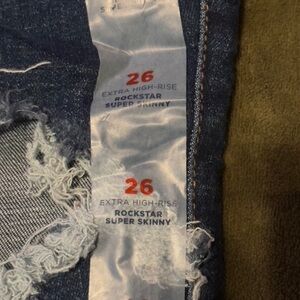 26
EXTRA HIGH-RISE
ROCKSTAR
SUPER SKINNY
26
EXTRA HIGH-RISE
ROCKSTAR
SUPER SKINNY